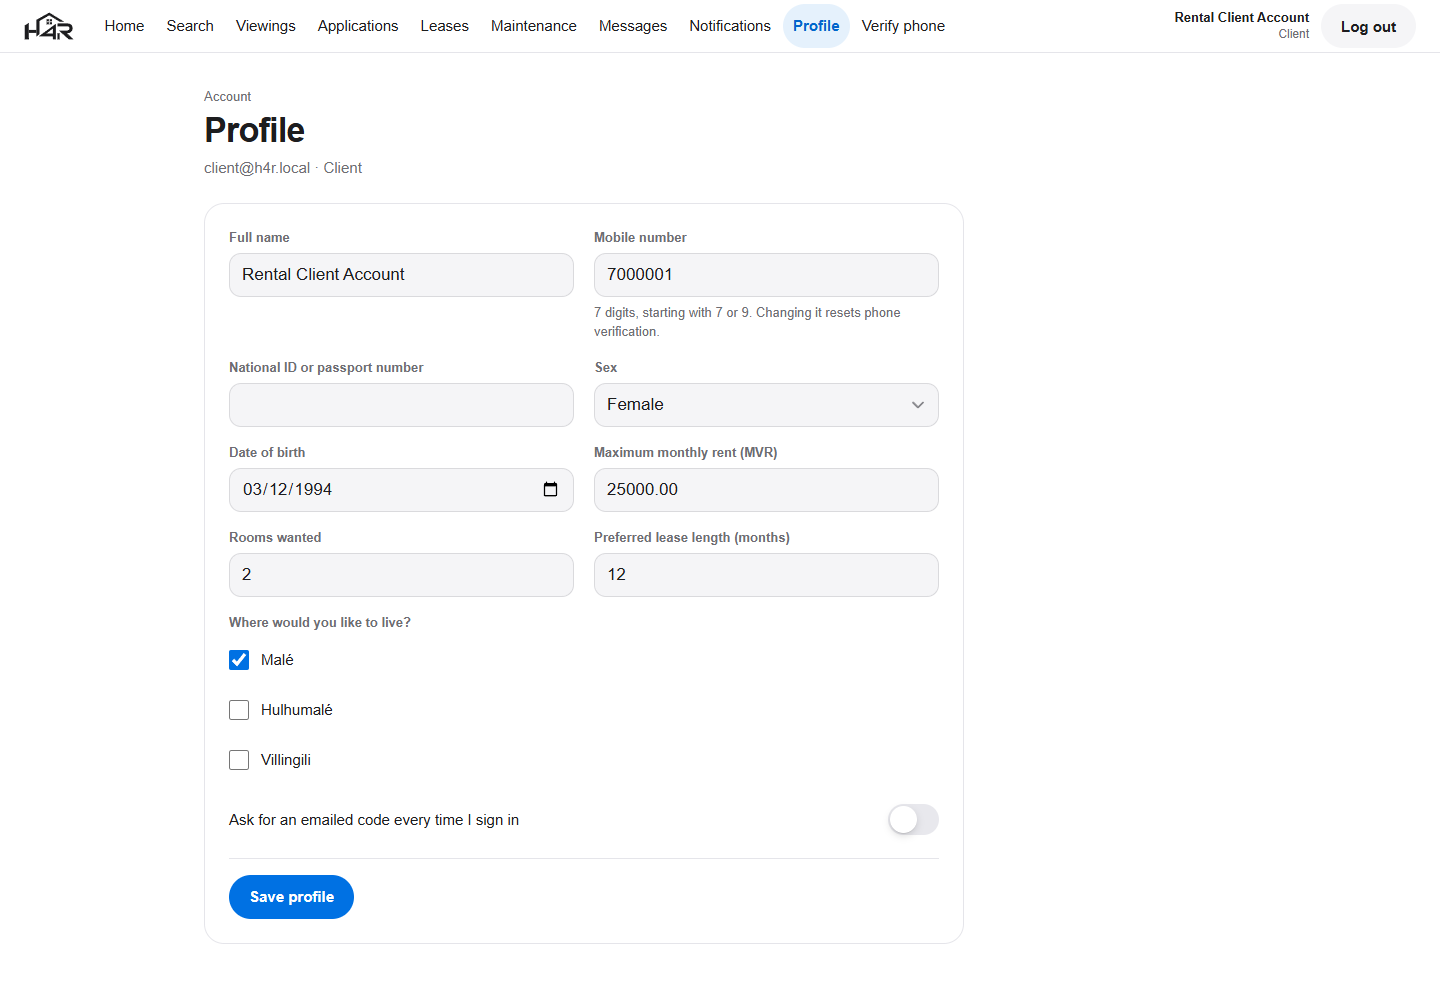 H4R
Home Search Viewings Applications Leases Maintenance Messages Notifications Profile Verify phone
Rental Client Account
Client
Log out
Account
Profile
client@h4r.local · Client
Full name
Rental Client Account
Mobile number
7000001
7 digits, starting with 7 or 9. Changing it resets phone
verification.
National ID or passport number
Sex
Female
Date of birth
03/12/1994
Maximum monthly rent (MVR)
25000.00
Rooms wanted
2
Preferred lease length (months)
12
Where would you like to live?
Malé
Hulhumalé
Villingili
Ask for an emailed code every time I sign in
Save profile